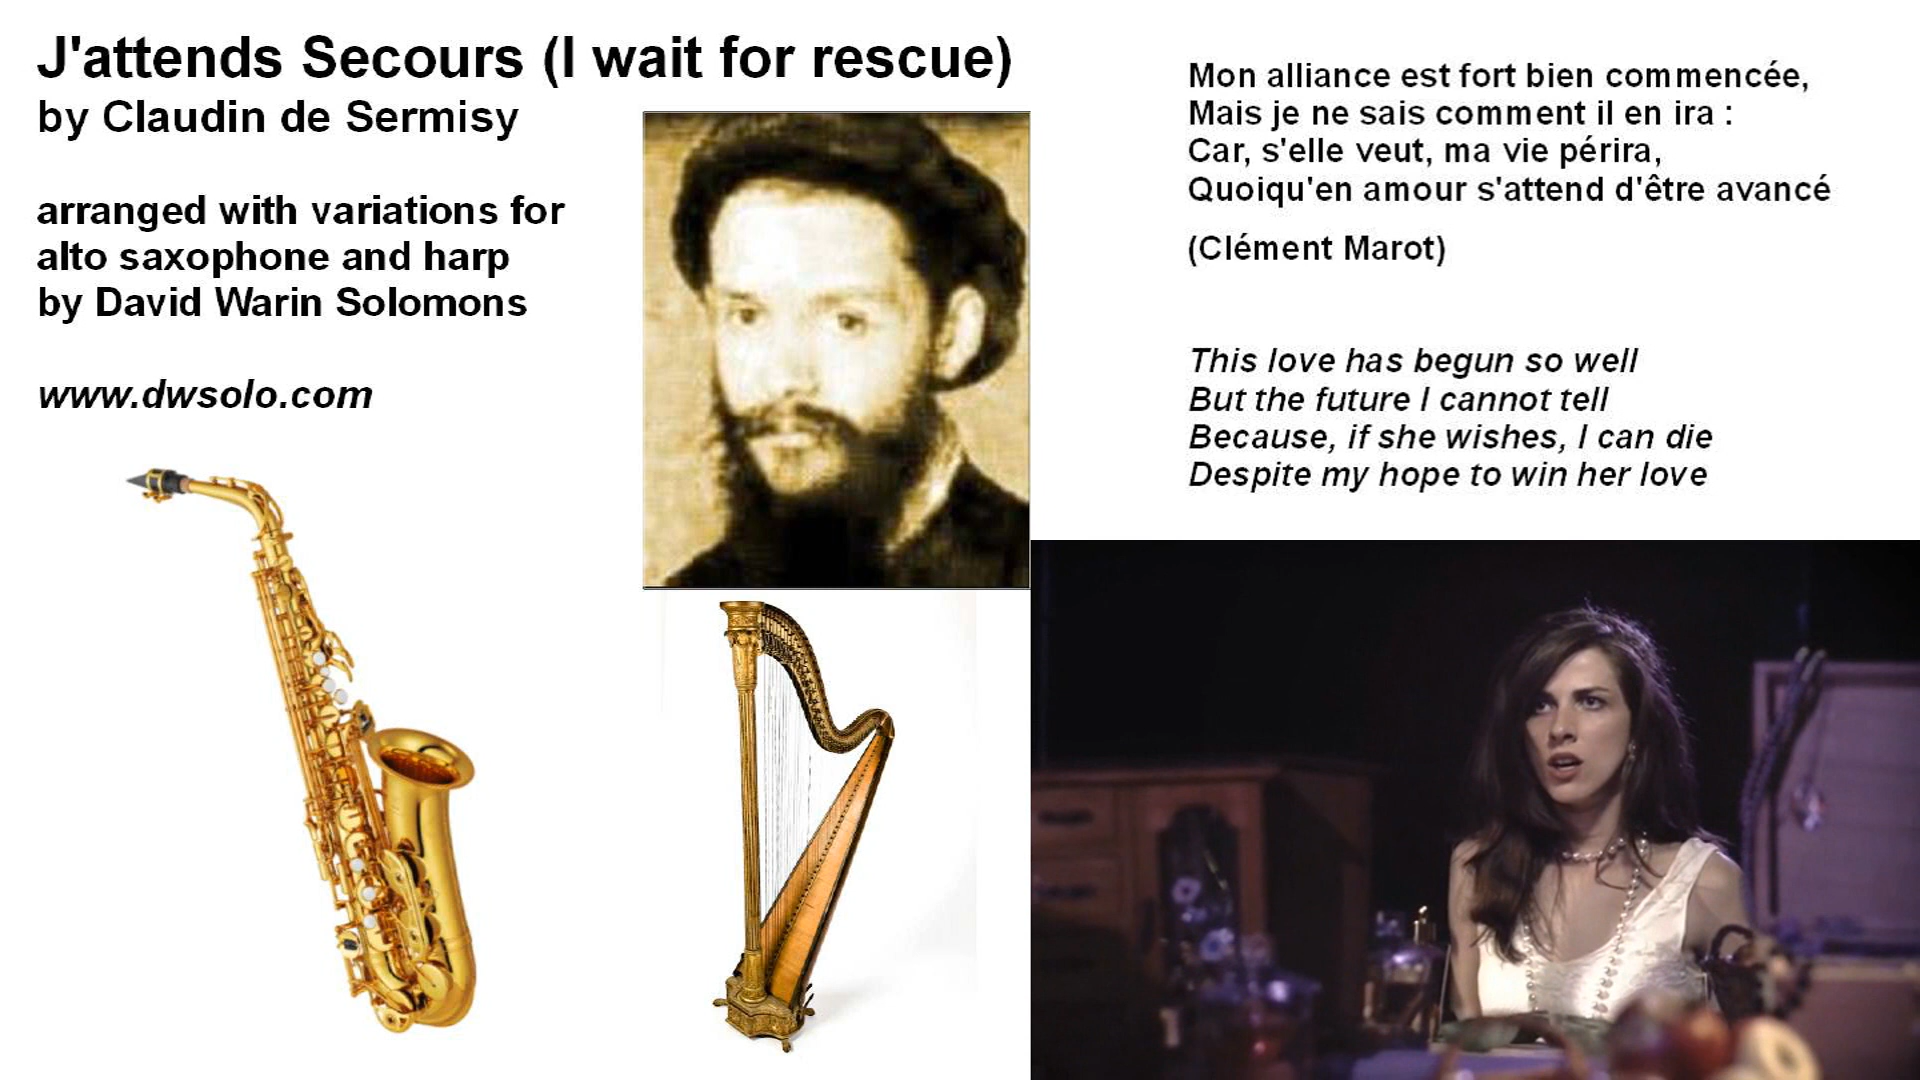 J'attends Secours (I wait for rescue)
by Claudin de Sermisy
arranged with variations for
alto saxophone and harp
by David Warin Solomons
www.dwsolo.com
Mon alliance est fort bien commencée,
Mais je ne sais comment il en ira :
Car, s'elle veut, ma vie périra,
Quoiqu'en amour s'attend d'être avancé
(Clément Marot)
This love has begun so well
But the future I cannot tell
Because, if she wishes, I can die
Despite my hope to win her love